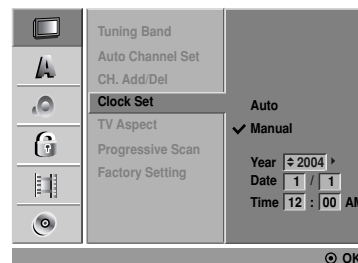 Tuning Band
Auto Channel Set
CH. Add/Del
Clock Set
TV Aspect
Progressive Scan
Factory Setting
Auto
Manual
Year 2004
Date 1 / 1
Time 12 : 00 AM
OK